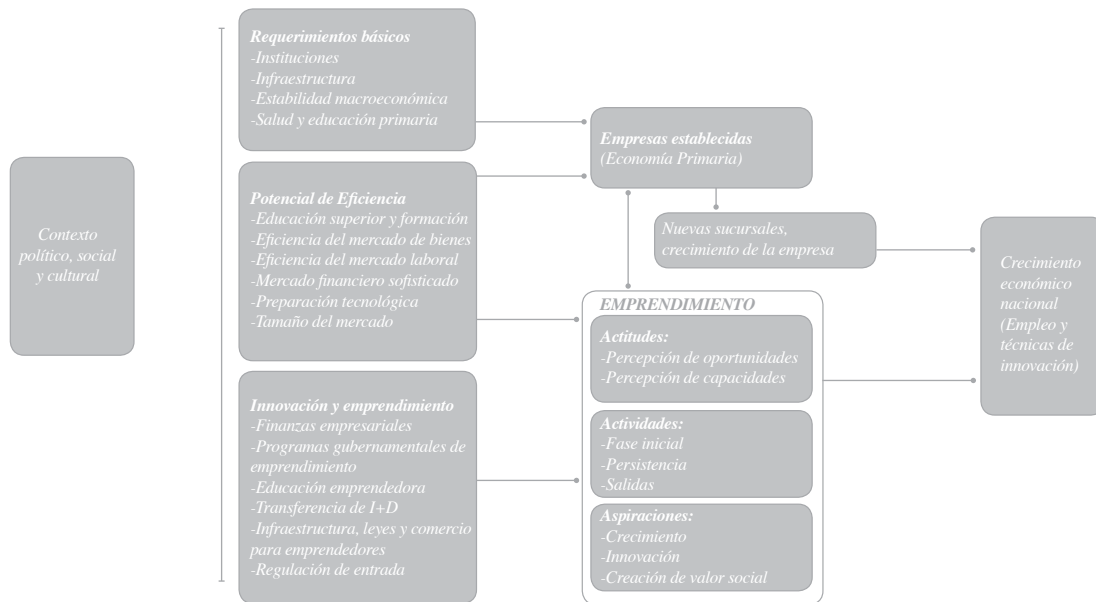 Contexto
político, social
y cultural
Requerimientos básicos
-Instituciones
-Infraestructura
-Estabilidad macroeconómica
-Salud y educación primaria
Potencial de Eficiencia
-Educación superior y formación
-Eficiencia del mercado de bienes
-Eficiencia del mercado laboral
-Mercado financiero sofisticado
-Preparación tecnológica
-Tamaño del mercado
Innovación y emprendimiento
-Finanzas empresariales
-Programas gubernamentales de
emprendimiento
-Educación emprendedora
-Transferencia de I+D
-Infraestructura, leyes y comercio
para emprendedores
-Regulación de entrada
Empresas establecidas
(Economía Primaria)
Nuevas sucursales,
crecimiento de la empresa
EMPRENDIMIENTO
Actitudes:
-Percepción de oportunidades
-Percepción de capacidades
Actividades:
-Fase inicial
-Persistencia
-Salidas
Aspiraciones:
-Crecimiento
-Innovación
-Creación de valor social
Crecimiento
económico
nacional
(Empleo y
técnicas de
innovación)